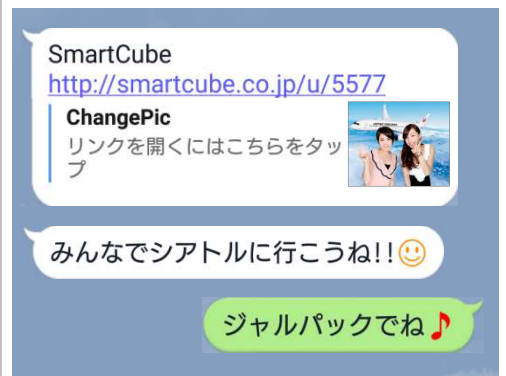 SmartCube
http://smartcube.co.jp/u/5577
ChangePic
リンクを開くにはこちらをタッ
プ
みんなでシアトルに行こうね!!
ジャルパックでね♪